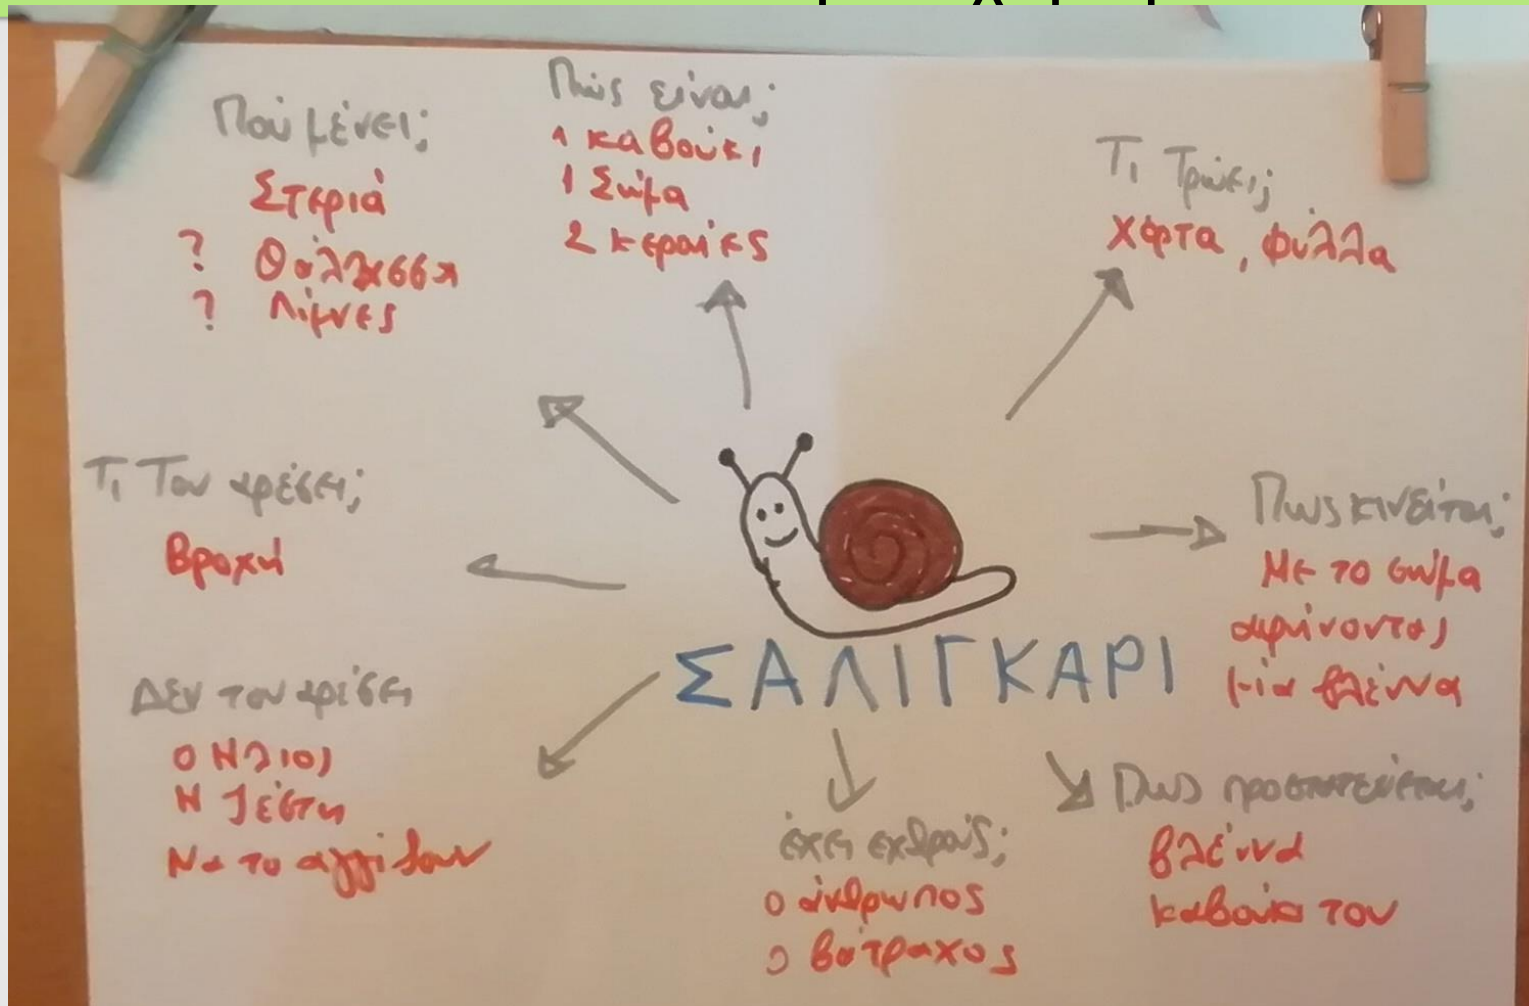 Πού μένει;
Στεριά
? Θάλασσα
? Λίμνες
Πώς είναι;
1 καβούκι
1 Σώμα
2 κεραίες
Τι Τρώει;
χόρτα, φύλλα
Τι Του αρέσει;
Βροχή
Πως κινείται;
Με το σώμα
αφήνοντας
μία βλέννα
ΣΑΛΙΓΚΑΡΙ
Δεν του αρέσει
Ο Ήλιος
Η Ζέστη
Να το αγγίζουν
έχει εχθρούς;
Ο άνθρωπος
Ο βάτραχος
Πως προστατεύεται;
βλέννα
καβούκι του